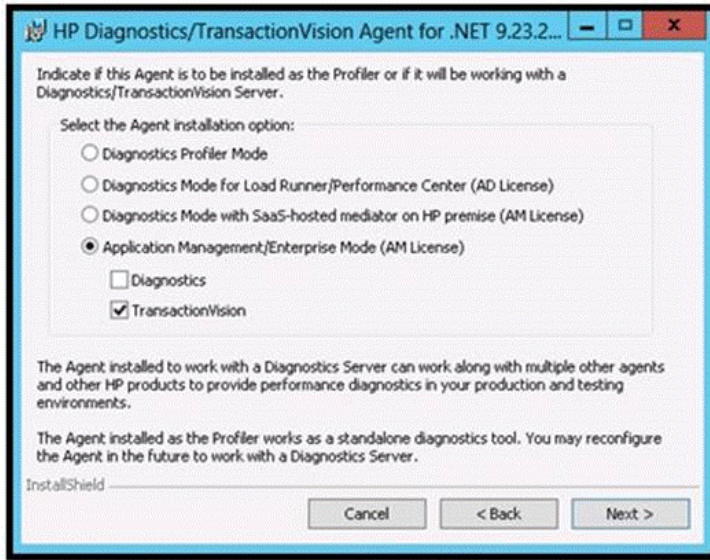 HP Diagnostics/TransactionVision Agent for .NET 9.23.2...
Indicate if this Agent is to be installed as the Profiler or if it will be working with a
Diagnostics/TransactionVision Server.
Select the Agent installation option:
Diagnostics Profiler Mode
Diagnostics Mode for Load Runner/Performance Center (AD License)
Diagnostics Mode with SaaS-hosted mediator on HP premise (AM License)
Application Management/Enterprise Mode (AM License)
Diagnostics
TransactionVision
The Agent installed to work with a Diagnostics Server can work along with multiple other agents
and other HP products to provide performance diagnostics in your production and testing
environments.
The Agent installed as the Profiler works as a standalone diagnostics tool. You may reconfigure
the Agent in the future to work with a Diagnostics Server.
InstallShield
Cancel
< Back
Next >